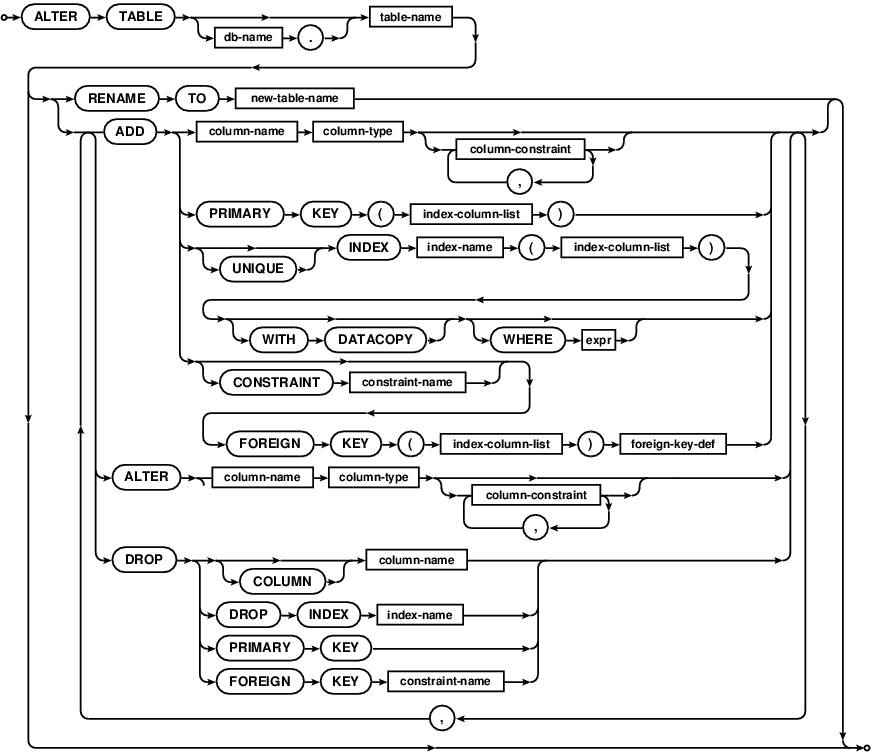 ALTER TABLE table-name
db-name .
RENAME TO new-table-name
ADD column-name column-type
column-constraint
,
PRIMARY KEY ( index-column-list )
INDEX index-name ( index-column-list )
UNIQUE
WITH DATACOPY WHERE expr
CONSTRAINT constraint-name
FOREIGN KEY ( index-column-list ) foreign-key-def
ALTER column-name column-type
column-constraint
,
DROP column-name
COLUMN
DROP INDEX index-name
PRIMARY KEY
FOREIGN KEY constraint-name
,